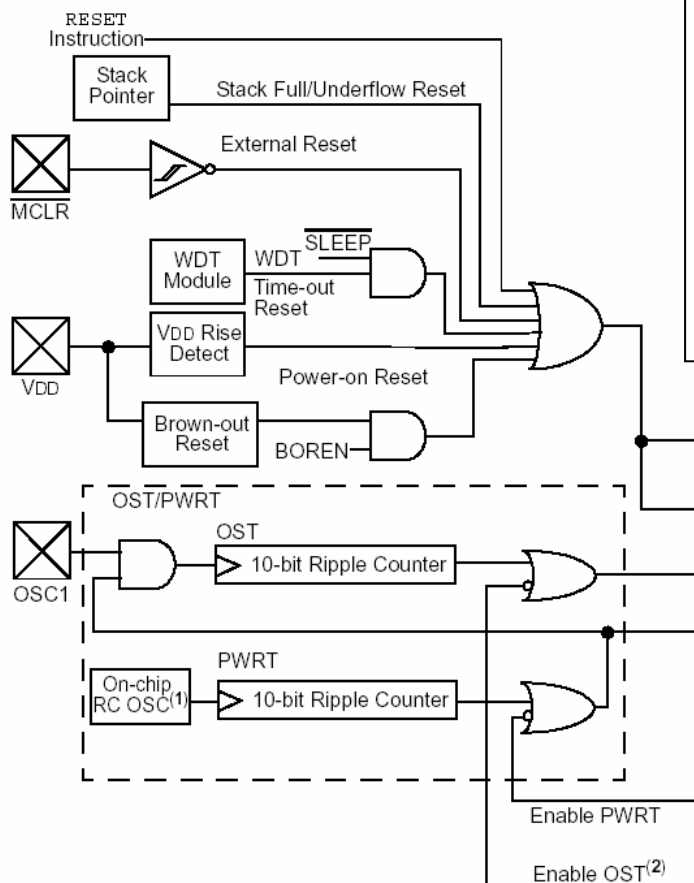 RESET
Instruction
Stack
Pointer
Stack Full/Underflow Reset
External Reset
MCLR
SLEEP
WDT
Module
WDT
Time-out
Reset
VDD Rise
Detect
VDD
Power-on Reset
Brown-out
Reset
BOREN
OST/PWRT
OST
10-bit Ripple Counter
OSC1
PWRT
On-chip
RC OSC(1)
10-bit Ripple Counter
Enable PWRT
Enable OST(2)